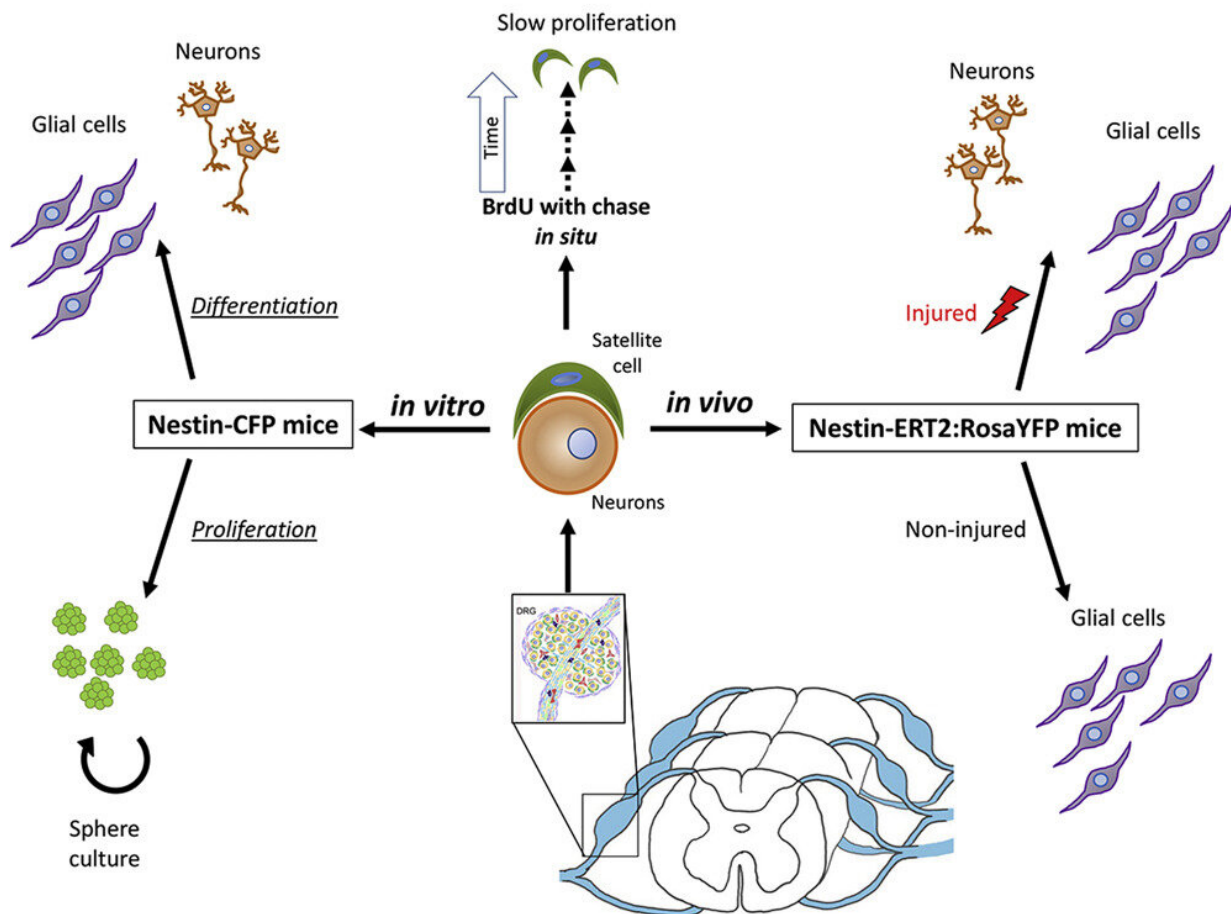 Slow proliferation
Neurons
Glial cells
Time
BrdU with chase
in situ
Neurons
Glial cells
Differentiation
Injured
Satellite
cell
Nestin-CFP mice
in vitro
in vivo
Nestin-ERT2:RosaYFP mice
Neurons
Proliferation
Non-injured
DRG
Glial cells
Sphere
culture